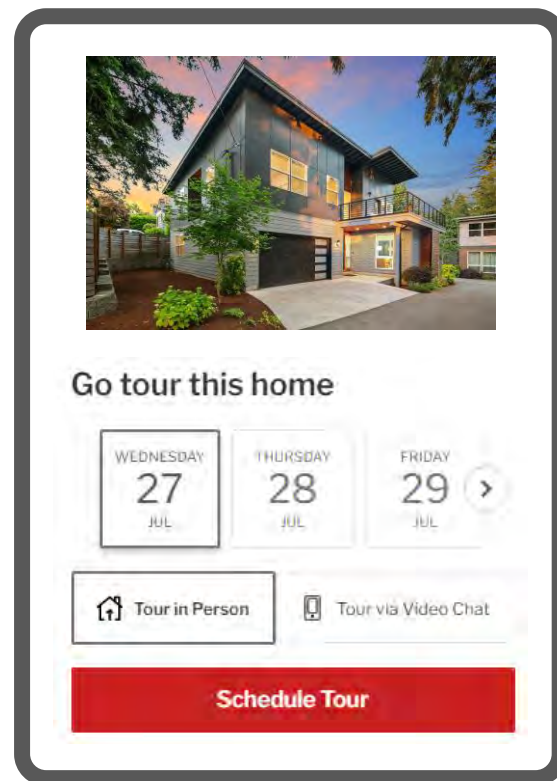 Go tour this home
WEDNESDAY THURSDAY FRIDAY
27 28 29
JUL JUL JUL
Tour in Person Tour via Video Chat
Schedule Tour